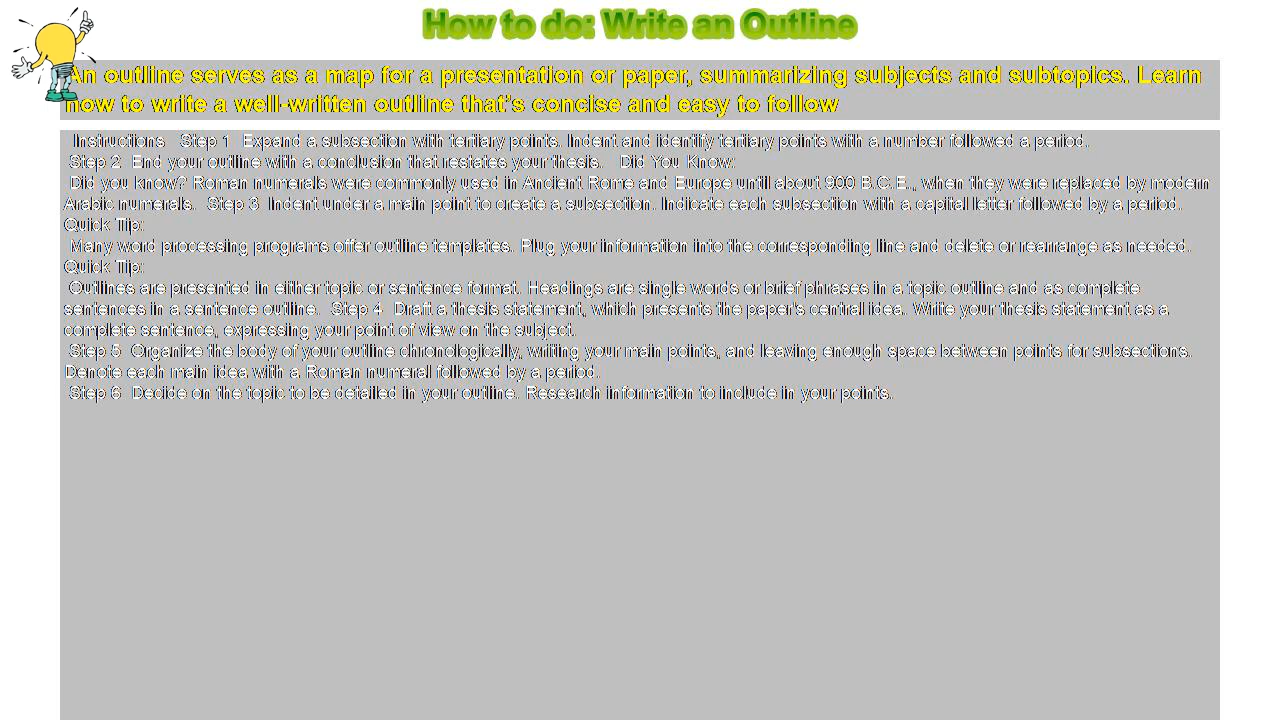 How to do: Write an Outline
An outline serves as a map for a presentation or paper, summarizing subjects and subtopics. Learn
how to write a well-written outline that's concise and easy to follow
Instructions Step 1 Expand a subsection with tertiary points. Indent and identify tertiary points with a number followed a period.
Step 2 End your outline with a conclusion that restates your thesis. Did You Know:
Did you know? Roman numerals were commonly used in Ancient Rome and Europe until about 900 B.C.E., when they were replaced by modern
Arabic numerals. Step 3 Indent under a main point to create a subsection. Indicate each subsection with a capital letter followed by a period.
Quick Tip:
Many word processing programs offer outline templates. Plug your information into the corresponding line and delete or rearrange as needed.
Quick Tip:
Outlines are presented in either topic or sentence format. Headings are single words or brief phrases in a topic outline and as complete
sentences in a sentence outline. Step 4 Draft a thesis statement, which presents the paper's central idea. Write your thesis statement as a
complete sentence, expressing your point of view on the subject.
Step 5 Organize the body of your outline chronologically, writing your main points, and leaving enough space between points for subsections.
Denote each main idea with a Roman numeral followed by a period.
Step 6 Decide on the topic to be detailed in your outline. Research information to include in your points.